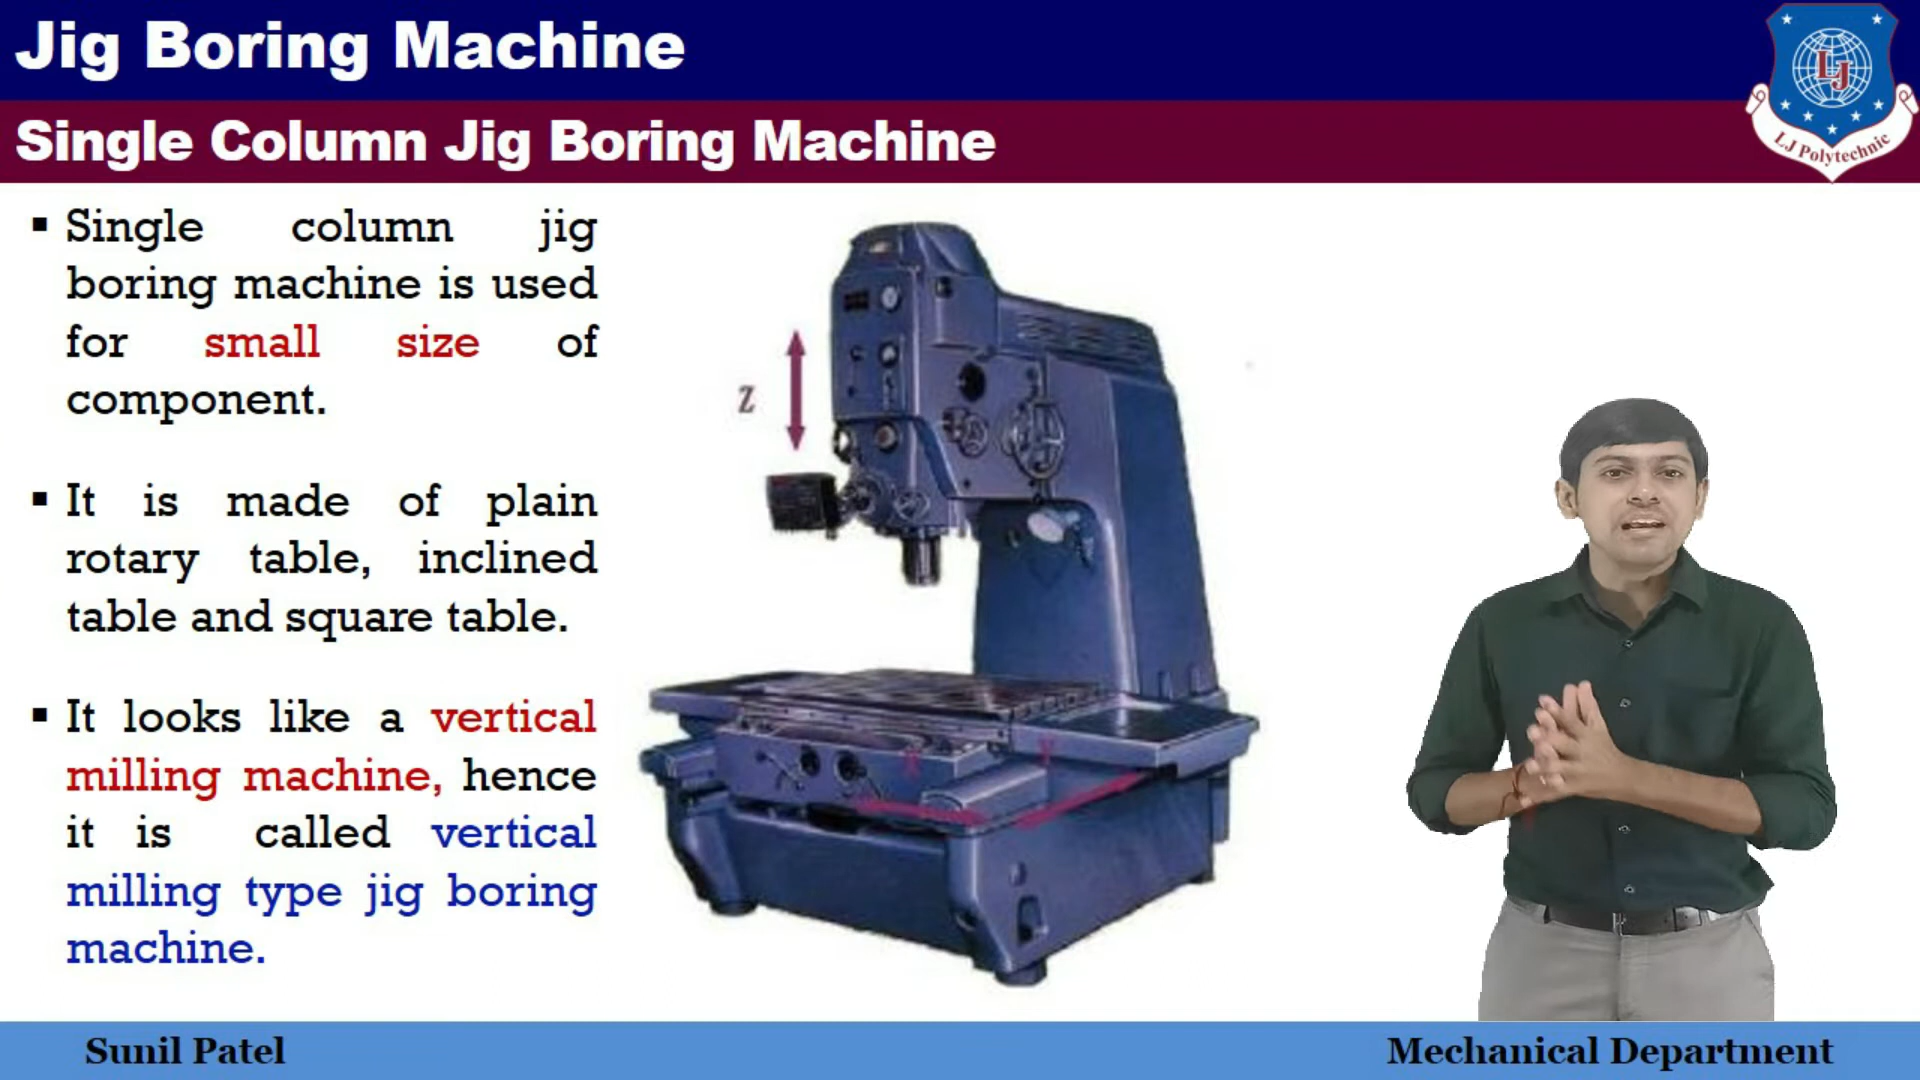 Jig Boring Machine
Single Column Jig Boring Machine
LJ
LJ Polytechnic
▪ Single column jig
boring machine is used
for small size of
component.
▪ It is made of plain
rotary table, inclined
table and square table.
▪ It looks like a vertical
milling machine, hence
it is called vertical
milling type jig boring
machine.
Z
X
Y
Sunil Patel
Mechanical Department